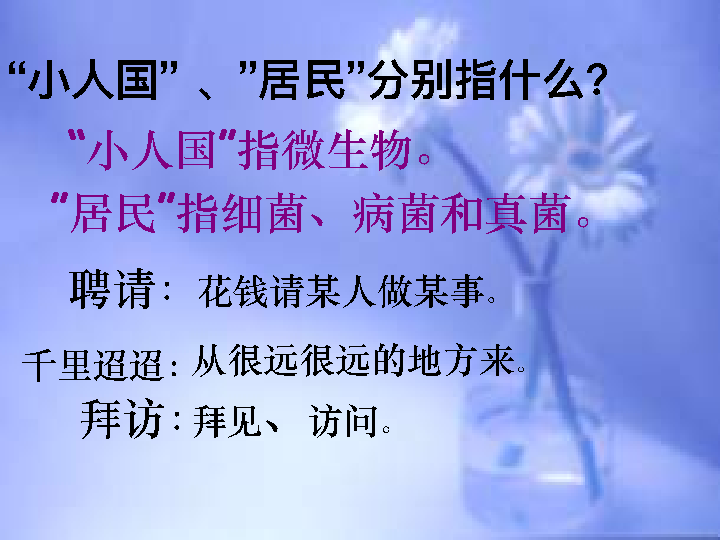 “小人国”、”居民”分别指什么?
“小人国”指微生物。
”居民”指细菌、病菌和真菌。
聘请：花钱请某人做某事。
千里迢迢：从很远很远的地方来。
拜访：拜见、访问。